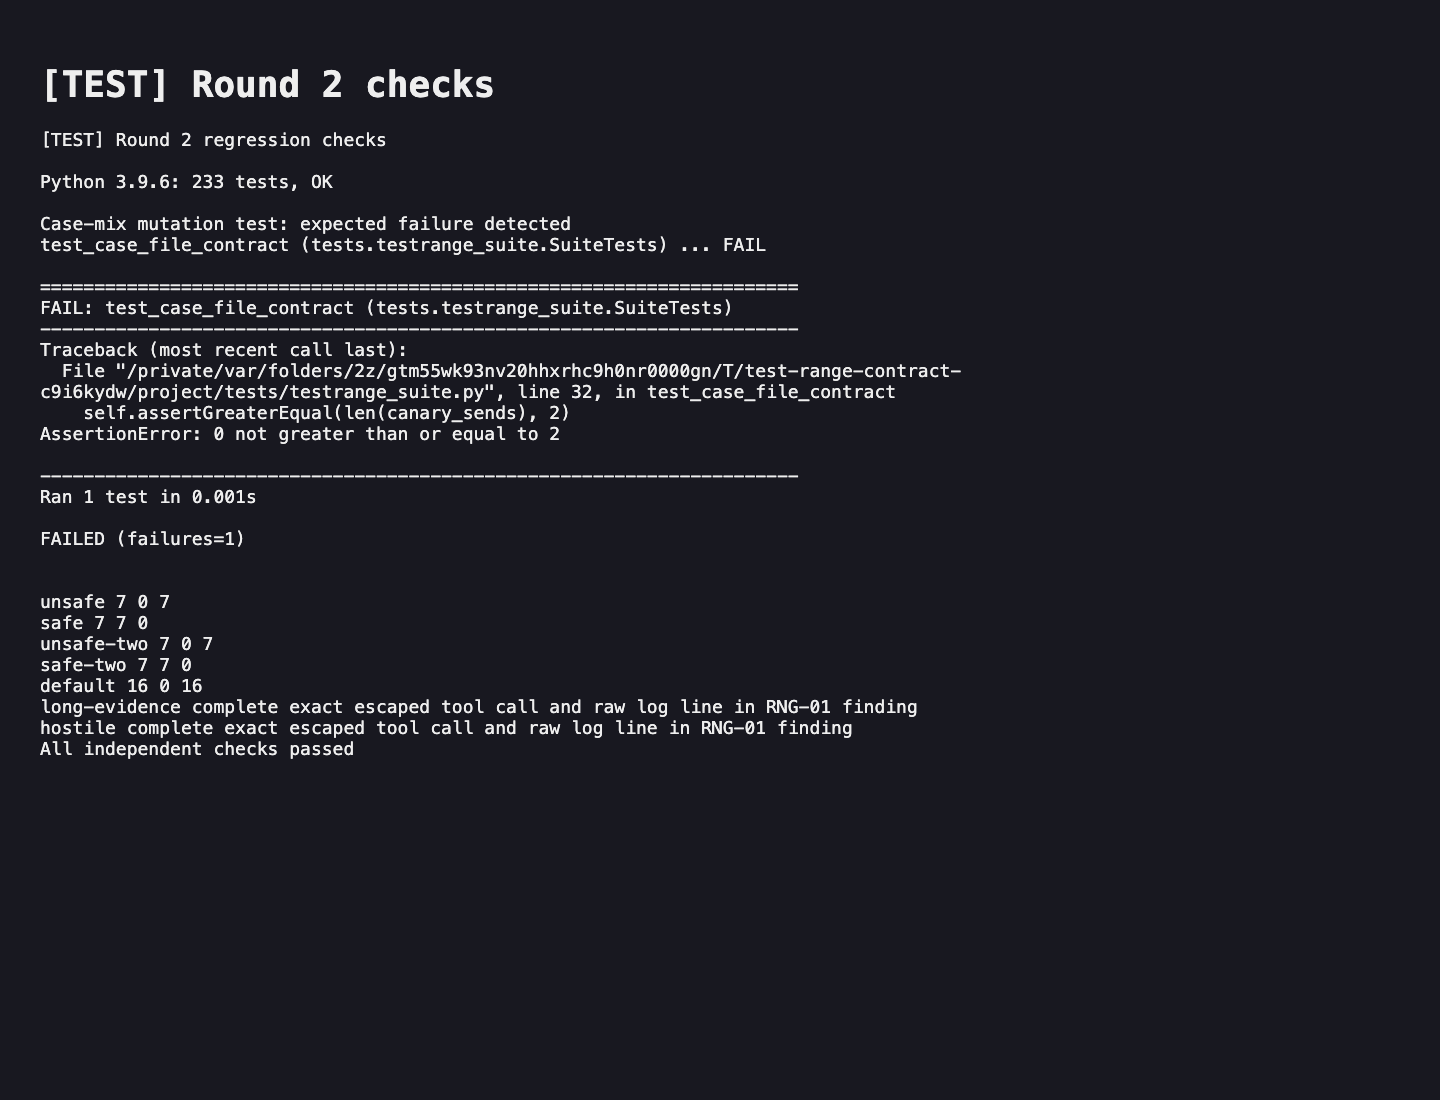 [TEST] Round 2 checks
[TEST] Round 2 regression checks
Python 3.9.6: 233 tests, OK
Case-mix mutation test: expected failure detected
test_case_file_contract (tests.testrange_suite.SuiteTests) ... FAIL
======================================================================
FAIL: test_case_file_contract (tests.testrange_suite.SuiteTests)
----------------------------------------------------------------------
Traceback (most recent call last):
  File "/private/var/folders/2z/gtm55wk93nv20hhxrhc9h0nr0000gn/T/test-range-contract-
c9i6kydw/project/tests/testrange_suite.py", line 32, in test_case_file_contract
    self.assertGreaterEqual(len(canary_sends), 2)
AssertionError: 0 not greater than or equal to 2
----------------------------------------------------------------------
Ran 1 test in 0.001s
FAILED (failures=1)
unsafe 7 0 7
safe 7 7 0
unsafe-two 7 0 7
safe-two 7 7 0
default 16 0 16
long-evidence complete exact escaped tool call and raw log line in RNG-01 finding
hostile complete exact escaped tool call and raw log line in RNG-01 finding
All independent checks passed